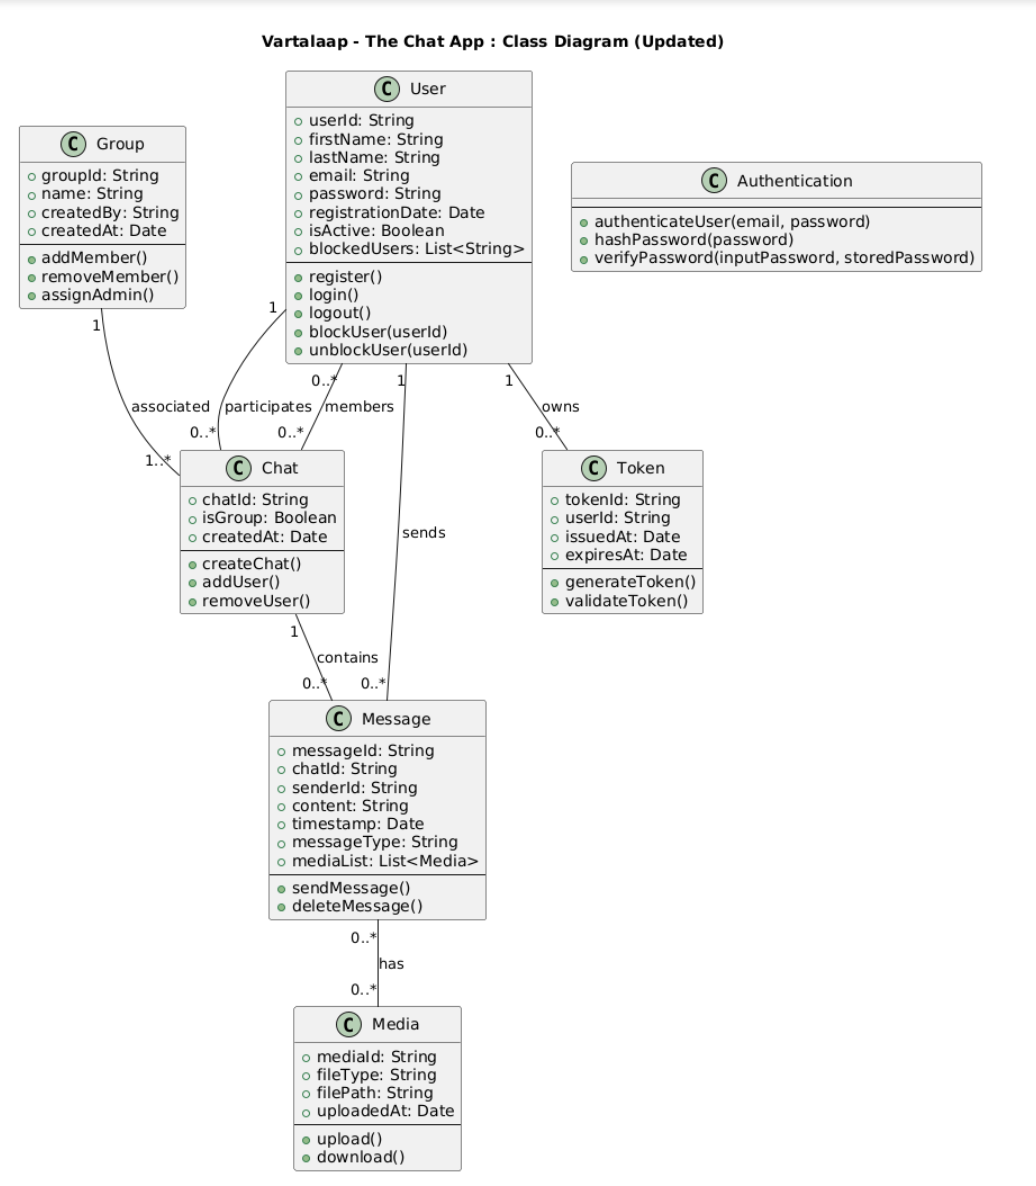 Vartalaap - The Chat App : Class Diagram (Updated)
C User
userId: String
firstName: String
lastName: String
email: String
password: String
registrationDate: Date
isActive: Boolean
blockedUsers: List<String>
register()
login()
logout()
blockUser(userId)
unblockUser(userId)
C Group
groupId: String
name: String
createdBy: String
createdAt: Date
addMember()
removeMember()
assignAdmin()
C Authentication
authenticateUser(email, password)
hashPassword(password)
verifyPassword(inputPassword, storedPassword)
1
1
0..*
1
1
associated
participates
members
owns
0..*
0..*
0..*
1..*
C Chat
chatId: String
isGroup: Boolean
createdAt: Date
createChat()
addUser()
removeUser()
sends
C Token
tokenId: String
userId: String
issuedAt: Date
expiresAt: Date
generateToken()
validateToken()
1
contains
0..*
0..*
C Message
messageId: String
chatId: String
senderId: String
content: String
timestamp: Date
messageType: String
mediaList: List<Media>
sendMessage()
deleteMessage()
0..*
has
0..*
C Media
mediaId: String
fileType: String
filePath: String
uploadedAt: Date
upload()
download()